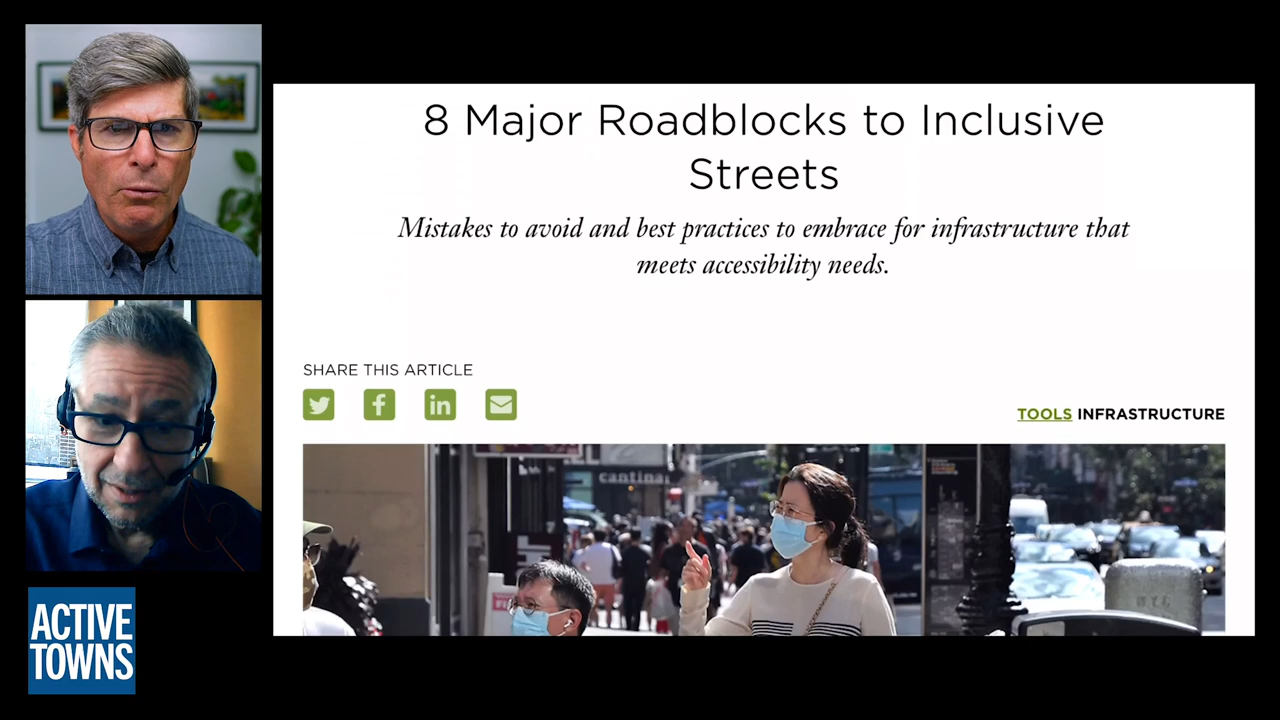 8 Major Roadblocks to Inclusive
Streets
Mistakes to avoid and best practices to embrace for infrastructure that
meets accessibility needs.
SHARE THIS ARTICLE
TOOLS INFRASTRUCTURE
cantina
ACTIVE
TOWNS